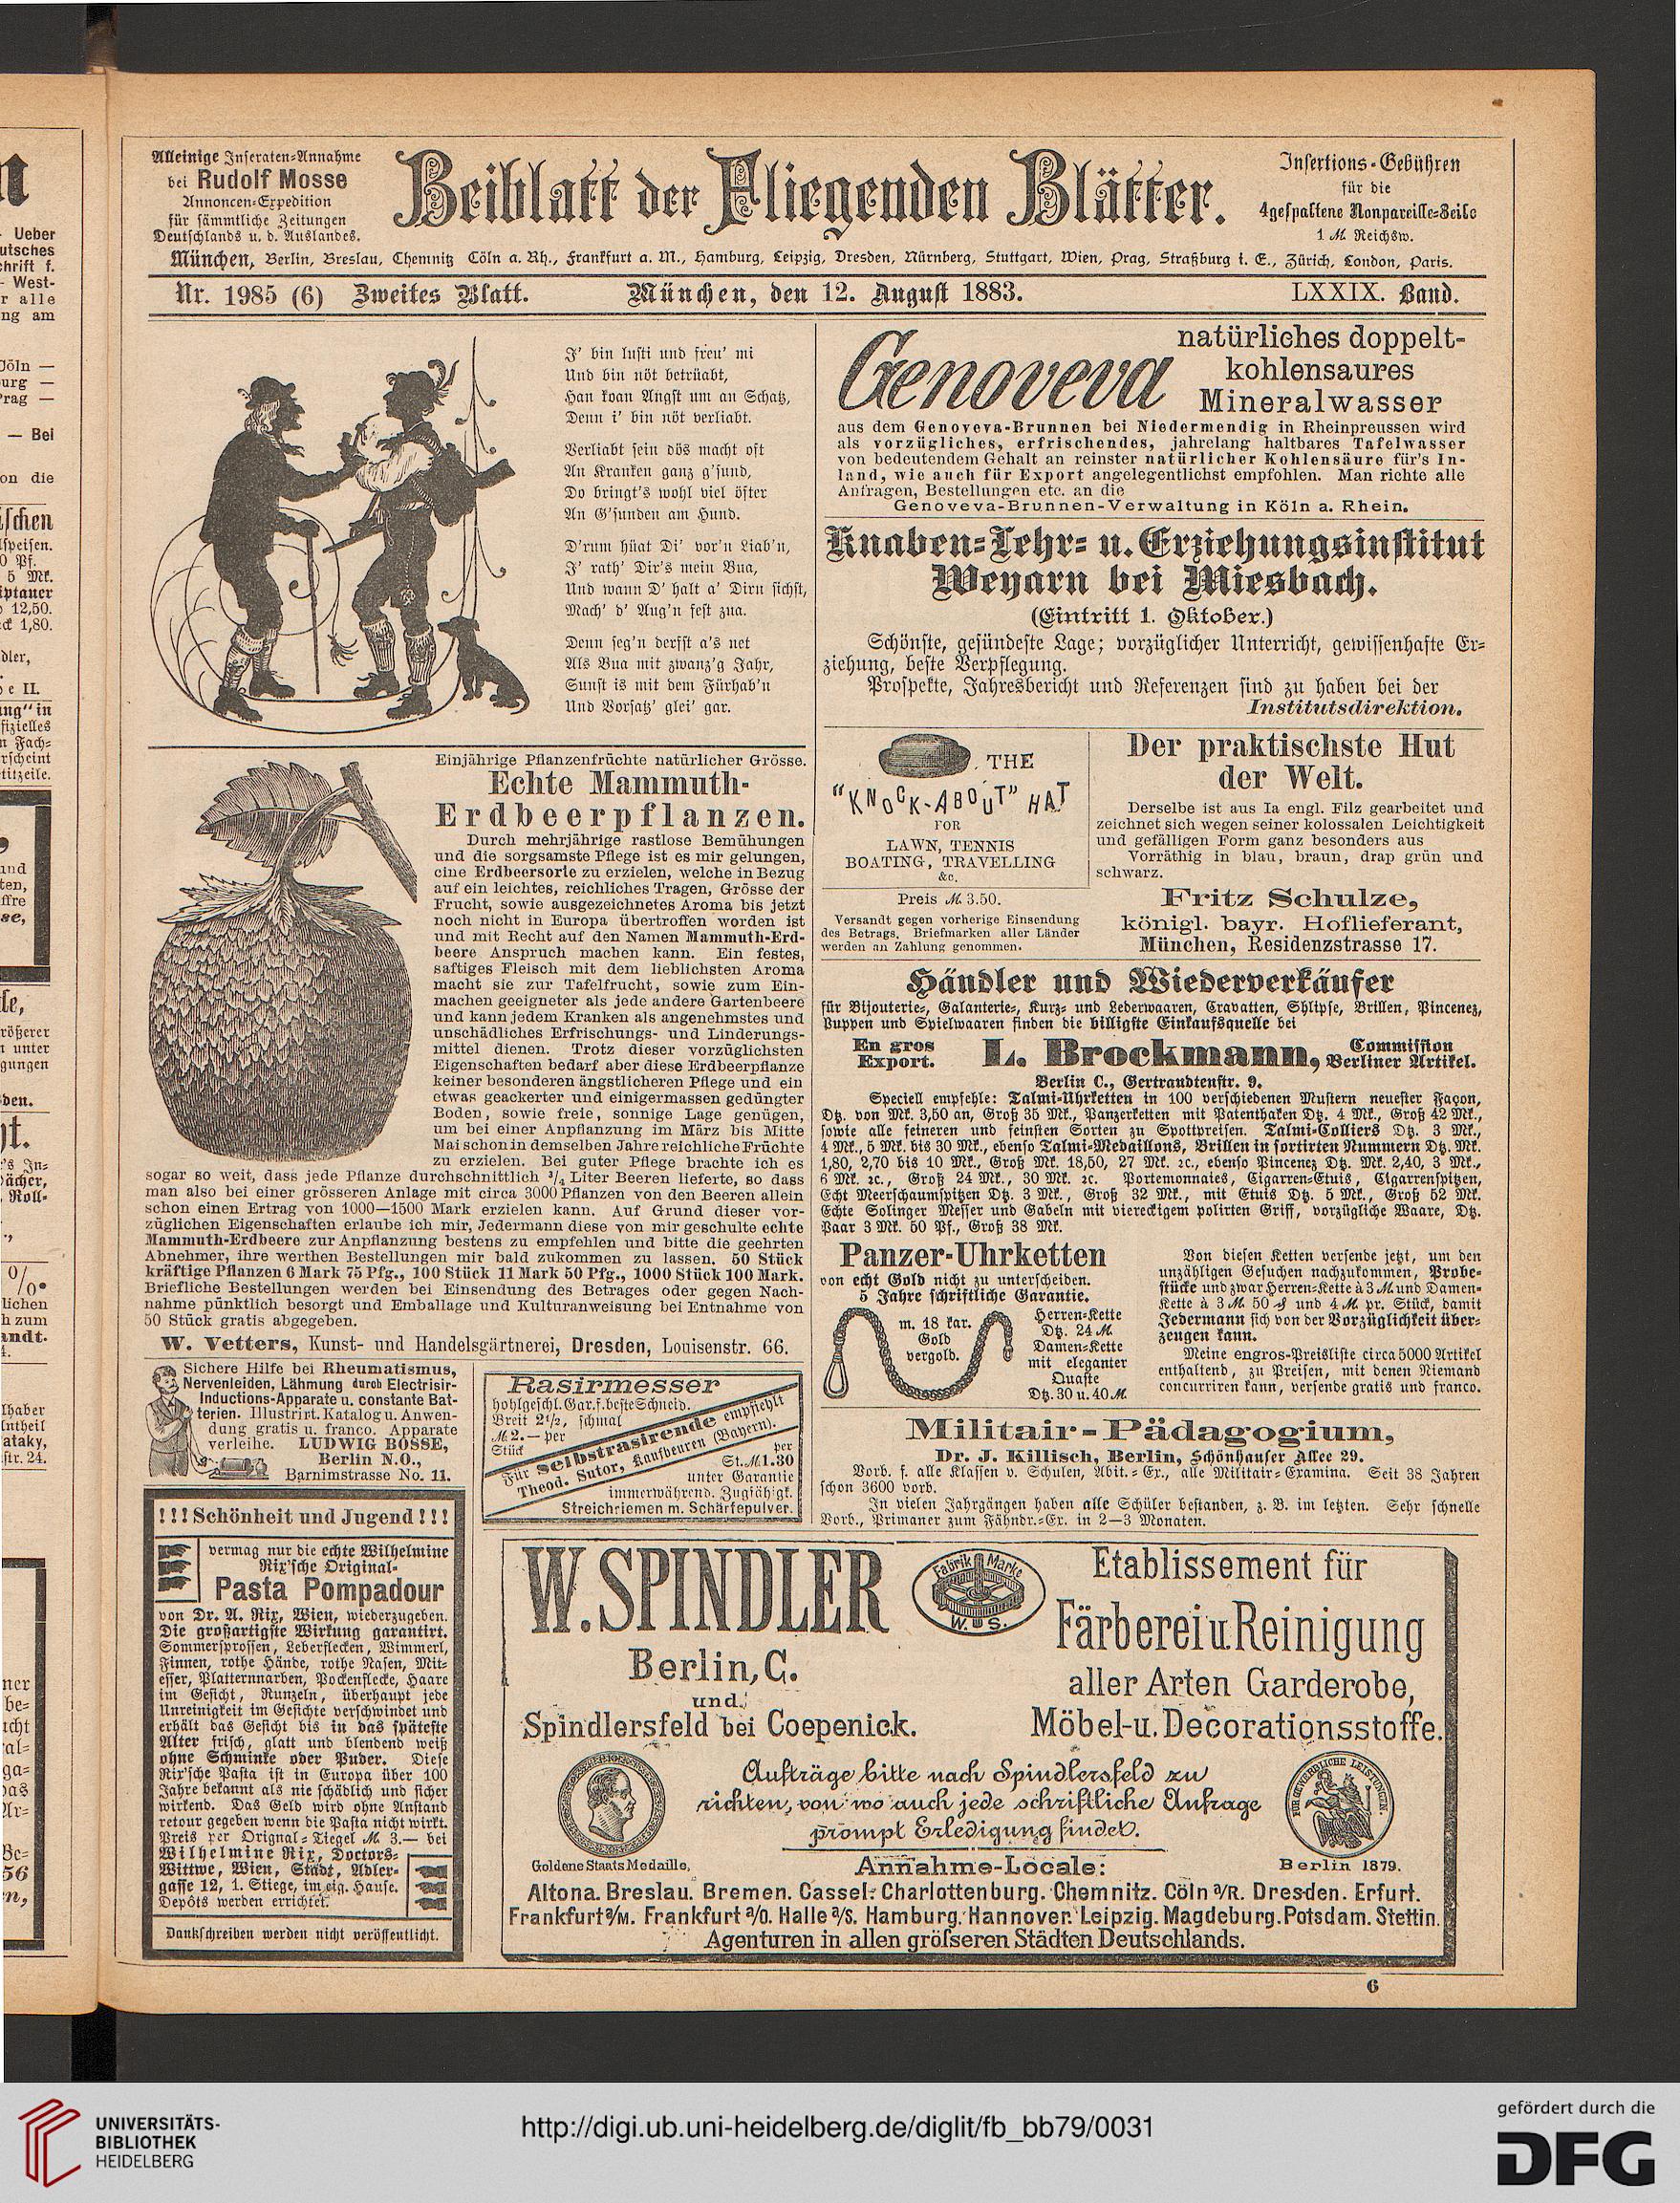 Alleinige Inseraten-Annahme
bei Rudolf Mosse
Annoncen-Expedition
für sämmtliche Zeitungen
Deutschlands u. d. Auslandes.
Beiblatt der Fliegenden Blätter.
Insertions-Gebühren
für die
4gespaltene Nonpareille-Zeile
1 M. Reichsw.
München, Berlin, Breslau, Chemnitz Cöln a. Rh., Frankfurt a. M., Hamburg, Leipzig, Dresden, Nürnberg, Stuttgart, Wien, Prag, Straßburg i. E., Zürich, London, Paris.
Nr. 1985 (6) Zweites Blatt. München, den 12. August 1883. LXXIX. Band.
I' bin lusti und freu' mi
Und bin nöt betrüabt,
Han koan Angst um an Schatz,
Denn i' bin nöt verliabt.
Verliabt sein dös macht oft
An Kranken ganz g'sund,
Do bringt's wohl viel öfter
An G'sunden am Hund.
D'rum hüat Di' vor'n Liab'n,
I' rath' Dir's mein Bua,
Und wann D' halt a' Dirn sichst,
Mach' d' Aug'n fest zua.
Denn seg'n derfst a's net
Als Bua mit zwanz'g Jahr,
Sunst is mit dem Fürhab'n
Und Vorsatz' glei' gar.
Einjährige Pflanzenfrüchte natürlicher Grösse.
Echte Mammuth-
Erdbeerpflanzen.
Durch mehrjährige rastlose Bemühungen
und die sorgsamste Pflege ist es mir gelungen,
eine Erdbeersorte zu erzielen, welche in Bezug
auf ein leichtes, reichliches Tragen, Grösse der
Frucht, sowie ausgezeichnetes Aroma bis jetzt
noch nicht in Europa übertroffen worden ist
und mit Recht auf den Namen Mammuth-Erd-
beere Anspruch machen kann. Ein festes,
saftiges Fleisch mit dem lieblichsten Aroma
macht sie zur Tafelfrucht, sowie zum Ein-
machen geeigneter als jede andere Gartenbeere
und kann jedem Kranken als angenehmstes und
unschädliches Erfrischungs- und Linderungs-
mittel dienen. Trotz dieser vorzüglichsten
Eigenschaften bedarf aber diese Erdbeerpflanze
keiner besonderen ängstlicheren Pflege und ein
etwas geackerter und einigermassen gedüngter
Boden, sowie freie, sonnige Lage genügen,
um bei einer Anpflanzung im März bis Mitte
Mai schon in demselben Jahre reichliche Früchte
zu erzielen. Bei guter Pflege brachte ich es
sogar so weit, dass jede Pflanze durchschnittlich 3/4 Liter Beeren lieferte, so dass
man also bei einer grösseren Anlage mit circa 3000 Pflanzen von den Beeren allein
schon einen Ertrag von 1000—1500 Mark erzielen kann. Auf Grund dieser vor-
züglichen Eigenschaften erlaube ich mir, Jedermann diese von mir geschulte echte
Mammuth-Erdbeere zur Anpflanzung bestens zu empfehlen und bitte die geehrten
Abnehmer, ihre werthen Bestellungen mir bald zukommen zu lassen. 50 Stück
kräftige Pflanzen 6 Mark 75 Pfg., 100 Stück 11 Mark 50 Pfg., 1000 Stück 100 Mark.
Briefliche Bestellungen werden bei Einsendung des Betrages oder gegen Nach-
nahme pünktlich besorgt und Emballage und Kulturanweisung bei Entnahme von
50 Stück gratis abgegeben.
W. Vetters, Kunst- und Handelsgärtnerei, Dresden, Louisenstr. 66.
Sichere Hilfe bei Rheumatismus,
Nervenleiden, Lähmung durch Electrisir-
Inductions-Apparate u. constante Bat-
terien. Illustrirt. Katalog u. Anwen-
dung gratis u. franco. Apparate
verleihe. LUDWIG BOSSE,
Berlin N.O.,
Barnimstrasse No. 11.
Rasirmesser
hohlgeschl. Gar. f. beste Schneid.
Breit 2 1/2, schmal
M. 2.— per
Stück
Für selbstrasirende empfiehlt
Theod. Sutor, Kaufbeuren (Bayern).
per
St. M. 1.30
unter Garantie
immerwährend. Zugfähigk.
Streichriemen m. Schärfepulver.
!!! Schönheit und Jugend !!!
vermag nur die echte Wilhelmine
Rix'sche Original-
Pasta Pompadour
von Dr. A. Rix, Wien, wiederzugeben.
Die großartigste Wirkung garantirt.
Sommersprossen, Leberflecken, Wimmerl,
Finnen, rothe Hände, rothe Nasen, Mit-
esser, Platternnarben, Pockenflecke, Haare
im Gesicht, Runzeln, überhaupt jede
Unreinigkeit im Gesichte verschwindet und
erhält das Gesicht bis in das späteste
Alter frisch, glatt und blendend weiß
ohne Schminke oder Puder. Diese
Rix'sche Pasta ist in Europa über 100
Jahre bekannt als nie schädlich und sicher
wirkend. Das Geld wird ohne Anstand
retour gegeben wenn die Pasta nicht wirkt.
Preis per Orignal-Tiegel M. 3.— bei
Wilhelmine Rix, Doctors-
Wittwe, Wien, Stadt, Adler-
gasse 12, 1. Stiege, im eig. Hause.
Depôts werden errichtet.
Dankschreiben werden nicht veröffentlicht.
Genoveva
natürliches doppelt-
kohlensaures
Mineralwasser
aus dem Genoveva-Brunnen bei Niedermendig in Rheinpreussen wird
als vorzügliches, erfrischendes, jahrelang haltbares Tafelwasser
von bedeutendem Gehalt an reinster natürlicher Kohlensäure für's In-
land, wie auch für Export angelegentlichst empfohlen. Man richte alle
Anfragen, Bestellungen etc. an die
Genoveva-Brunnen-Verwaltung in Köln a. Rhein.
Knaben-Lehr- u. Erziehungsinstitut
Weyarn bei Miesbach.
(Eintritt 1. Oktober.)
Schönste, gesündeste Lage; vorzüglicher Unterricht, gewissenhafte Er-
ziehung, beste Verpflegung.
Prospekte, Jahresbericht und Referenzen sind zu haben bei der
Institutsdirektion.
THE
"KNOCK-ABOUT" HAT
FOR
LAWN, TENNIS
BOATING, TRAVELLING
&c.
Preis M. 3.50.
Versandt gegen vorherige Einsendung
des Betrags. Briefmarken aller Länder
werden an Zahlung genommen.
Der praktischste Hut
der Welt.
Derselbe ist aus Ia engl. Filz gearbeitet und
zeichnet sich wegen seiner kolossalen Leichtigkeit
und gefälligen Form ganz besonders aus
Vorräthig in blau, braun, drap grün und
schwarz.
Fritz Schulze,
königl. bayr. Hoflieferant,
München, Residenzstrasse 17.
Händler und Wiederverkäufer
für Bijouterie-, Galanterie-, Kurz- und Lederwaaren, Cravatten, Shlipse, Brillen, Pincenez,
Puppen und Spielwaaren finden die billigste Einkaufsquelle bei
En gros
Export.
L. Brockmann,
Commission
Berliner Artikel.
Berlin C., Gertraudtenstr. 9.
Speciell empfehle: Talmi-Uhrketten in 100 verschiedenen Mustern neuester Façon,
Dtz. von Mk. 3,50 an, Groß 35 Mk., Panzerketten mit Patenthaken Dtz. 4 Mk., Groß 42 Mk.,
sowie alle feineren und feinsten Sorten zu Spottpreisen. Talmi-Colliers Dtz. 3 Mk.,
4 Mk., 5 Mk. bis 30 Mk., ebenso Talmi-Medaillons, Brillen in sortirten Nummern Dtz. Mk.
1,80, 2,70 bis 10 Mk., Groß Mk. 18,50, 27 Mk. ꝛc., ebenso Pincenez Dtz. Mk. 2,40, 3 Mk.,
6 Mk. ꝛc., Groß 24 Mk., 30 Mk. ꝛc. Portemonnaies, Cigarren-Etuis, Cigarrenspitzen,
Echt Meerschaumspitzen Dtz. 3 Mk., Groß 32 Mk., mit Etuis Dtz. 5 Mk., Groß 52 Mk.
Echte Solinger Messer und Gabeln mit viereckigem polirten Griff, vorzügliche Waare, Dtz.
Paar 3 Mk. 50 Pf., Groß 38 Mk.
Panzer-Uhrketten
von echt Gold nicht zu unterscheiden.
5 Jahre schriftliche Garantie.
m. 18 kar.
Gold
vergold.
Herren-Kette
Dtz. 24 M.
Damen-Kette
mit eleganter
Quaste
Dtz. 30 u. 40 M.
Von diesen Ketten versende jetzt, um den
unzähligen Gesuchen nachzukommen, Probe-
stücke und zwar Herren-Kette à 3 M. und Damen-
Kette à 3 M. 50 ₰ und 4 M. pr. Stück, damit
Jedermann sich von der Vorzüglichkeit über-
zeugen kann.
Meine engros-Preisliste circa 5000 Artikel
enthaltend, zu Preisen, mit denen Niemand
concurriren kann, versende gratis und franco.
Militair-Pädagogium,
Dr. J. Killisch, Berlin, Schönhauser Allee 29.
Vorb. f. alle Klassen v. Schulen, Abit.-Ex., alle Militair-Examina. Seit 38 Jahren
schon 3600 vorb.
In vielen Jahrgängen haben alle Schüler bestanden, z. B. im letzten. Sehr schnelle
Vorb., Primaner zum Fähndr.-Ex. in 2—3 Monaten.
W. SPINDLER
Berlin, C.
und
Spindlersfeld bei Coepenick.
Fabrik Marke
W. S.
Etablissement für
Färberei u. Reinigung
aller Arten Garderobe,
Möbel- u. Decorationsstoffe.
Aufträge bitte nach Spindlersfeld zu
richten, von wo auch jede schriftliche Anfrage
prompt Erledigung findet.
Goldene Staats Medaille,
FÜR GEWERBLICHE LEISTUNGEN.
Berlin 1879.
Annahme-Locale:
Altona. Breslau. Bremen. Cassel. Charlottenburg. Chemnitz. Cöln a/R. Dresden. Erfurt.
Frankfurt a/M. Frankfurt a/O. Halle a/S. Hamburg. Hannover. Leipzig. Magdeburg. Potsdam. Stettin.
Agenturen in allen grösseren Städten Deutschlands.
6
UNIVERSITÄTS-
BIBLIOTHEK
HEIDELBERG
http://digi.ub.uni-heidelberg.de/diglit/fb_bb79/0031
gefördert durch die
DFG